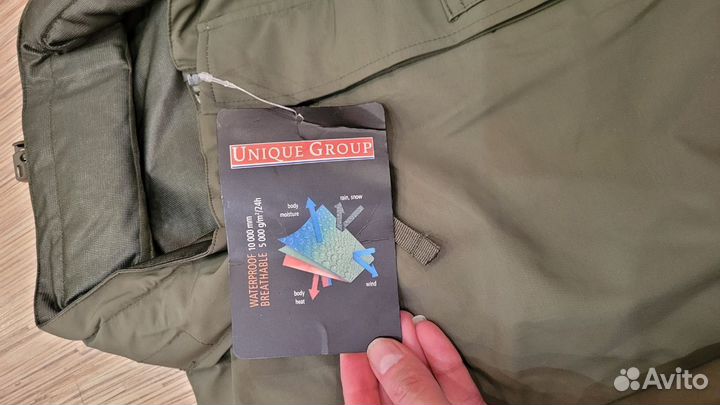 UNIQUE GROUP
WATERPROOF 10 000 mm
BREATHABLE 5 000 g/m²/24h
body
moisture
rain, snow
body
heat
wind
Avito